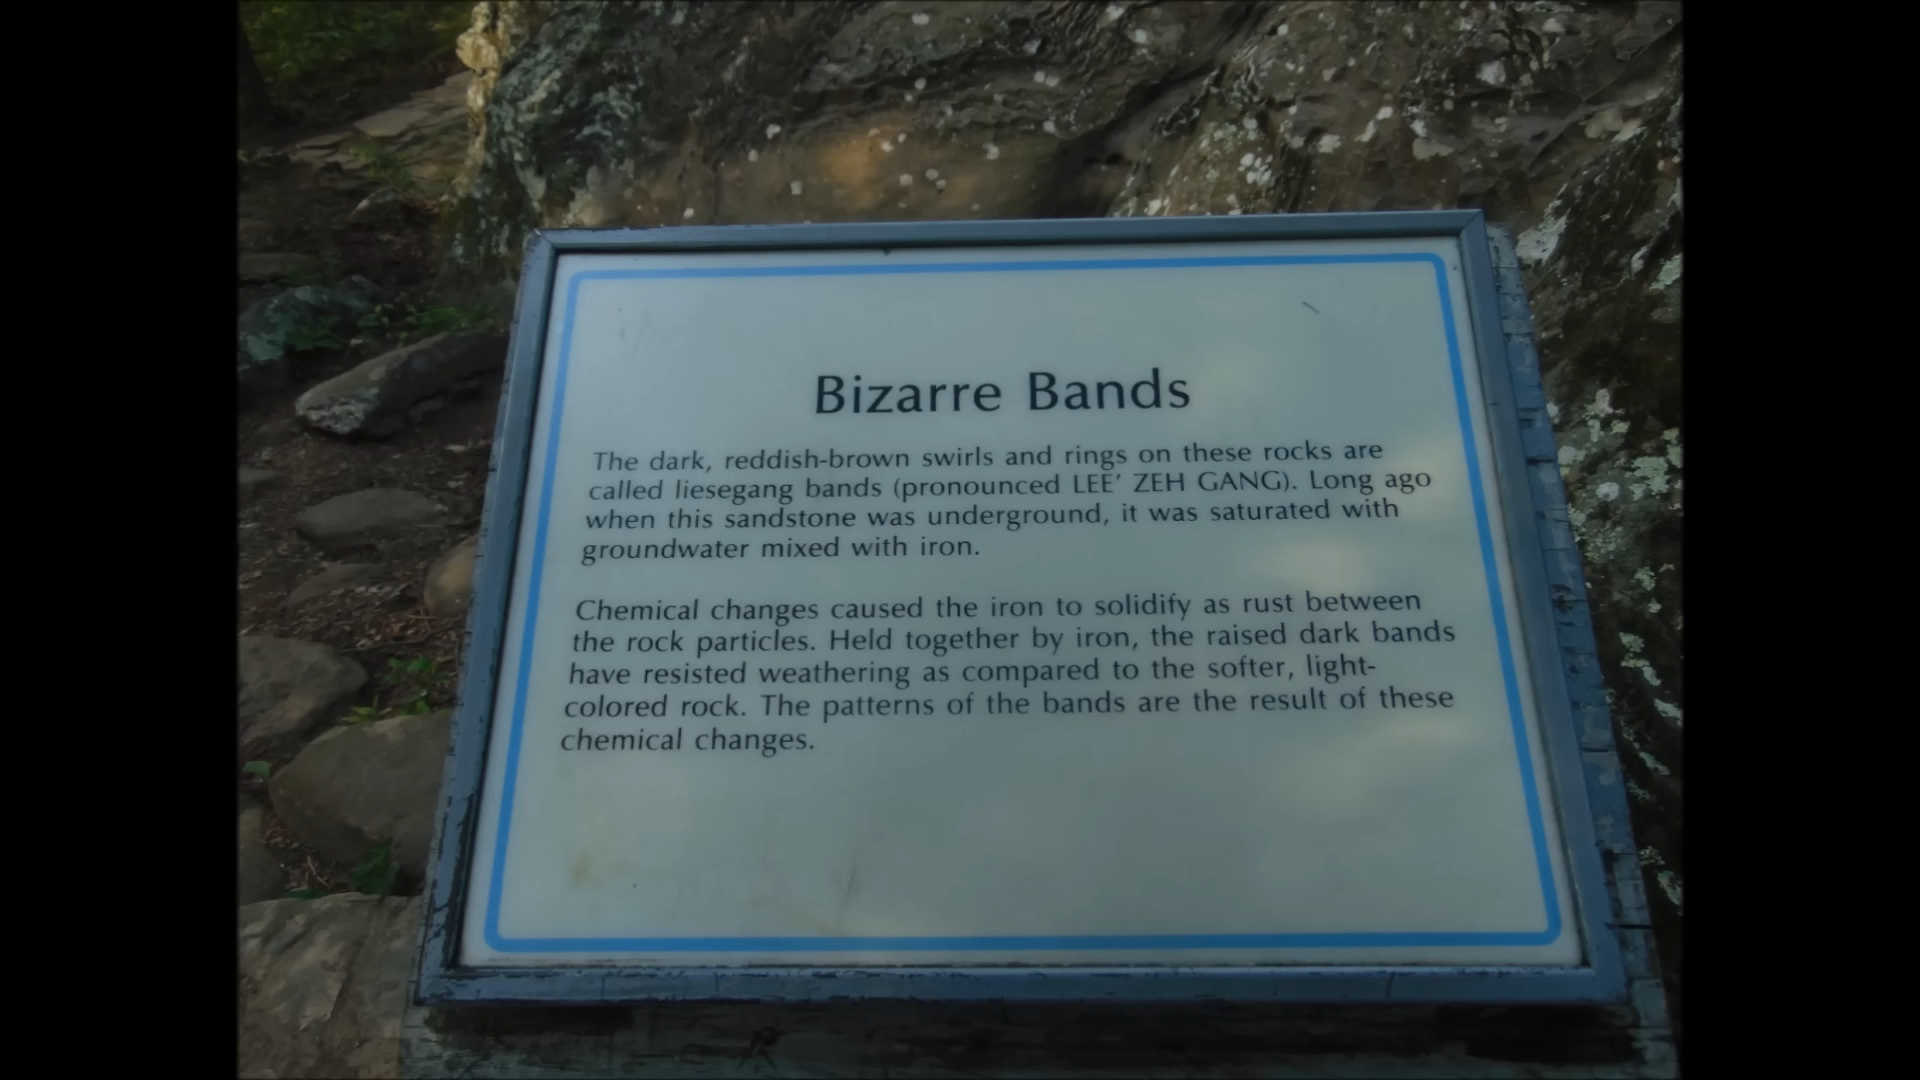 Bizarre Bands
The dark, reddish-brown swirls and rings on these rocks are
called liesegang bands (pronounced LEE' ZEH GANG). Long ago
when this sandstone was underground, it was saturated with
groundwater mixed with iron.
Chemical changes caused the iron to solidify as rust between
the rock particles. Held together by iron, the raised dark bands
have resisted weathering as compared to the softer, light-
colored rock. The patterns of the bands are the result of these
chemical changes.